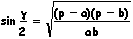 sin γ/2 = √((p − a)(p − b)/ab)